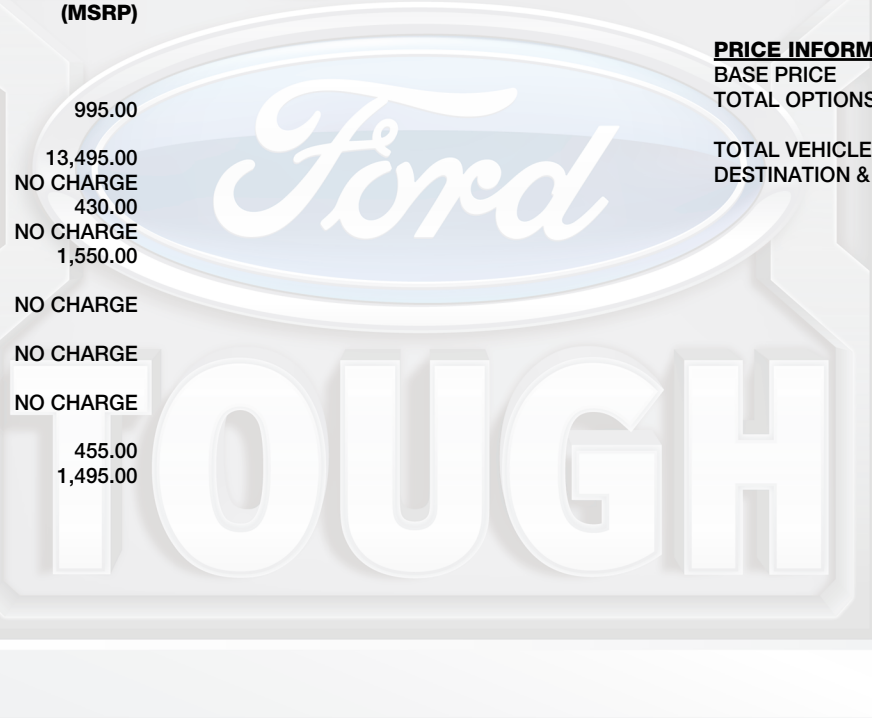 (MSRP)
995.00
13,495.00
NO CHARGE
430.00
NO CHARGE
1,550.00
NO CHARGE
NO CHARGE
NO CHARGE
455.00
1,495.00
PRICE INFORM
BASE PRICE
TOTAL OPTIONS
TOTAL VEHICLE
DESTINATION &
Ford
TOUGH